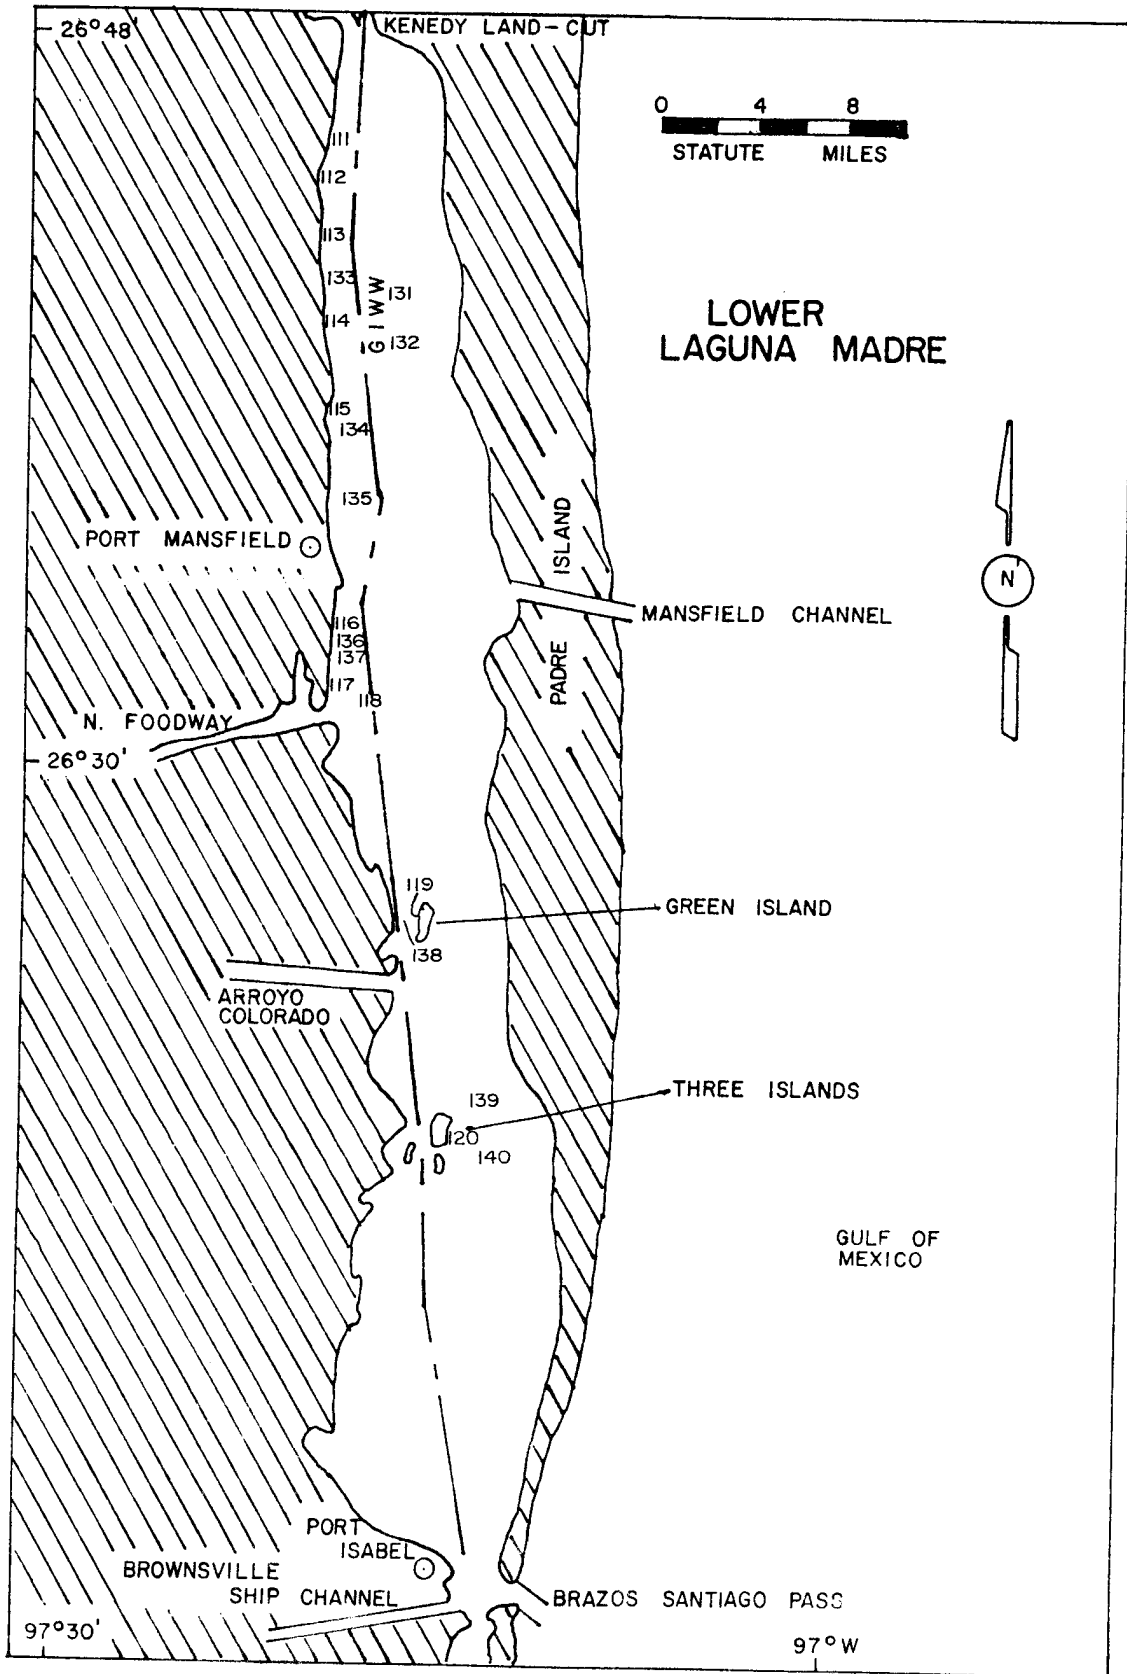 KENEDY LAND-CUT
26°48'
0 4 8
STATUTE MILES
111
112
113
133
131
114
GIWW
132
LOWER
LAGUNA MADRE
115
134
135
PORT MANSFIELD
PADRE ISLAND
N
MANSFIELD CHANNEL
116
136
137
117
118
N. FOODWAY
26°30'
119
GREEN ISLAND
138
ARROYO
COLORADO
THREE ISLANDS
139
120
140
GULF OF
MEXICO
PORT
ISABEL
BROWNSVILLE
SHIP CHANNEL
BRAZOS SANTIAGO PASS
97°30'
97°W